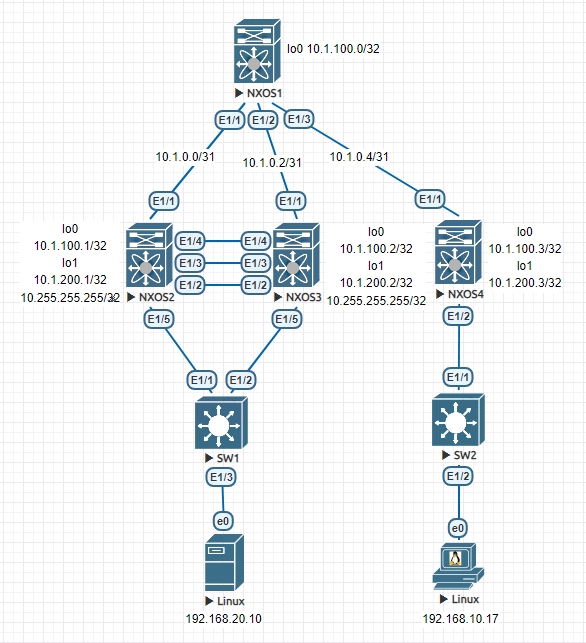 lo0 10.1.100.0/32
NXOS1
E1/1
E1/2
E1/3
10.1.0.0/31
10.1.0.2/31
10.1.0.4/31
E1/1
E1/1
E1/1
lo0
10.1.100.1/32
lo1
10.1.200.1/32
10.255.255.255/32
NXOS2
E1/4
E1/4
E1/3
E1/3
E1/2
E1/2
NXOS3
lo0
10.1.100.2/32
lo1
10.1.200.2/32
10.255.255.255/32
NXOS4
lo0
10.1.100.3/32
lo1
10.1.200.3/32
E1/5
E1/5
E1/2
E1/1
E1/2
E1/1
SW1
SW2
E1/3
E1/2
e0
e0
Linux
Linux
192.168.20.10
192.168.10.17